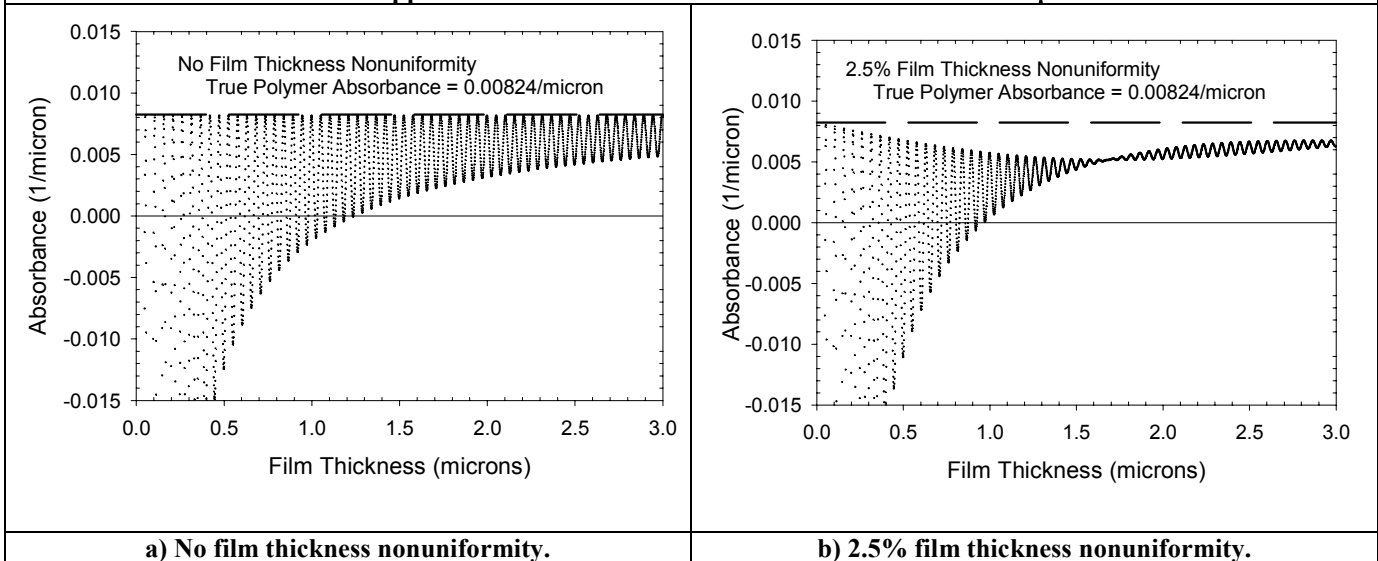 0.015
0.010
0.005
0.000
-0.005
-0.010
-0.015
Absorbance (1/micron)
No Film Thickness Nonuniformity
True Polymer Absorbance = 0.00824/micron
0.0 0.5 1.0 1.5 2.0 2.5 3.0
Film Thickness (microns)
a) No film thickness nonuniformity.
0.015
0.010
0.005
0.000
-0.005
-0.010
-0.015
Absorbance (1/micron)
2.5% Film Thickness Nonuniformity
True Polymer Absorbance = 0.00824/micron
0.0 0.5 1.0 1.5 2.0 2.5 3.0
Film Thickness (microns)
b) 2.5% film thickness nonuniformity.